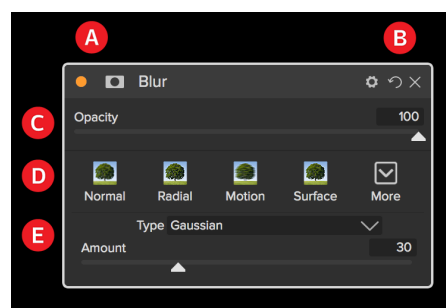 A
B
Blur
C
Opacity
100
D
Normal Radial Motion Surface More
E
Type Gaussian
Amount
30